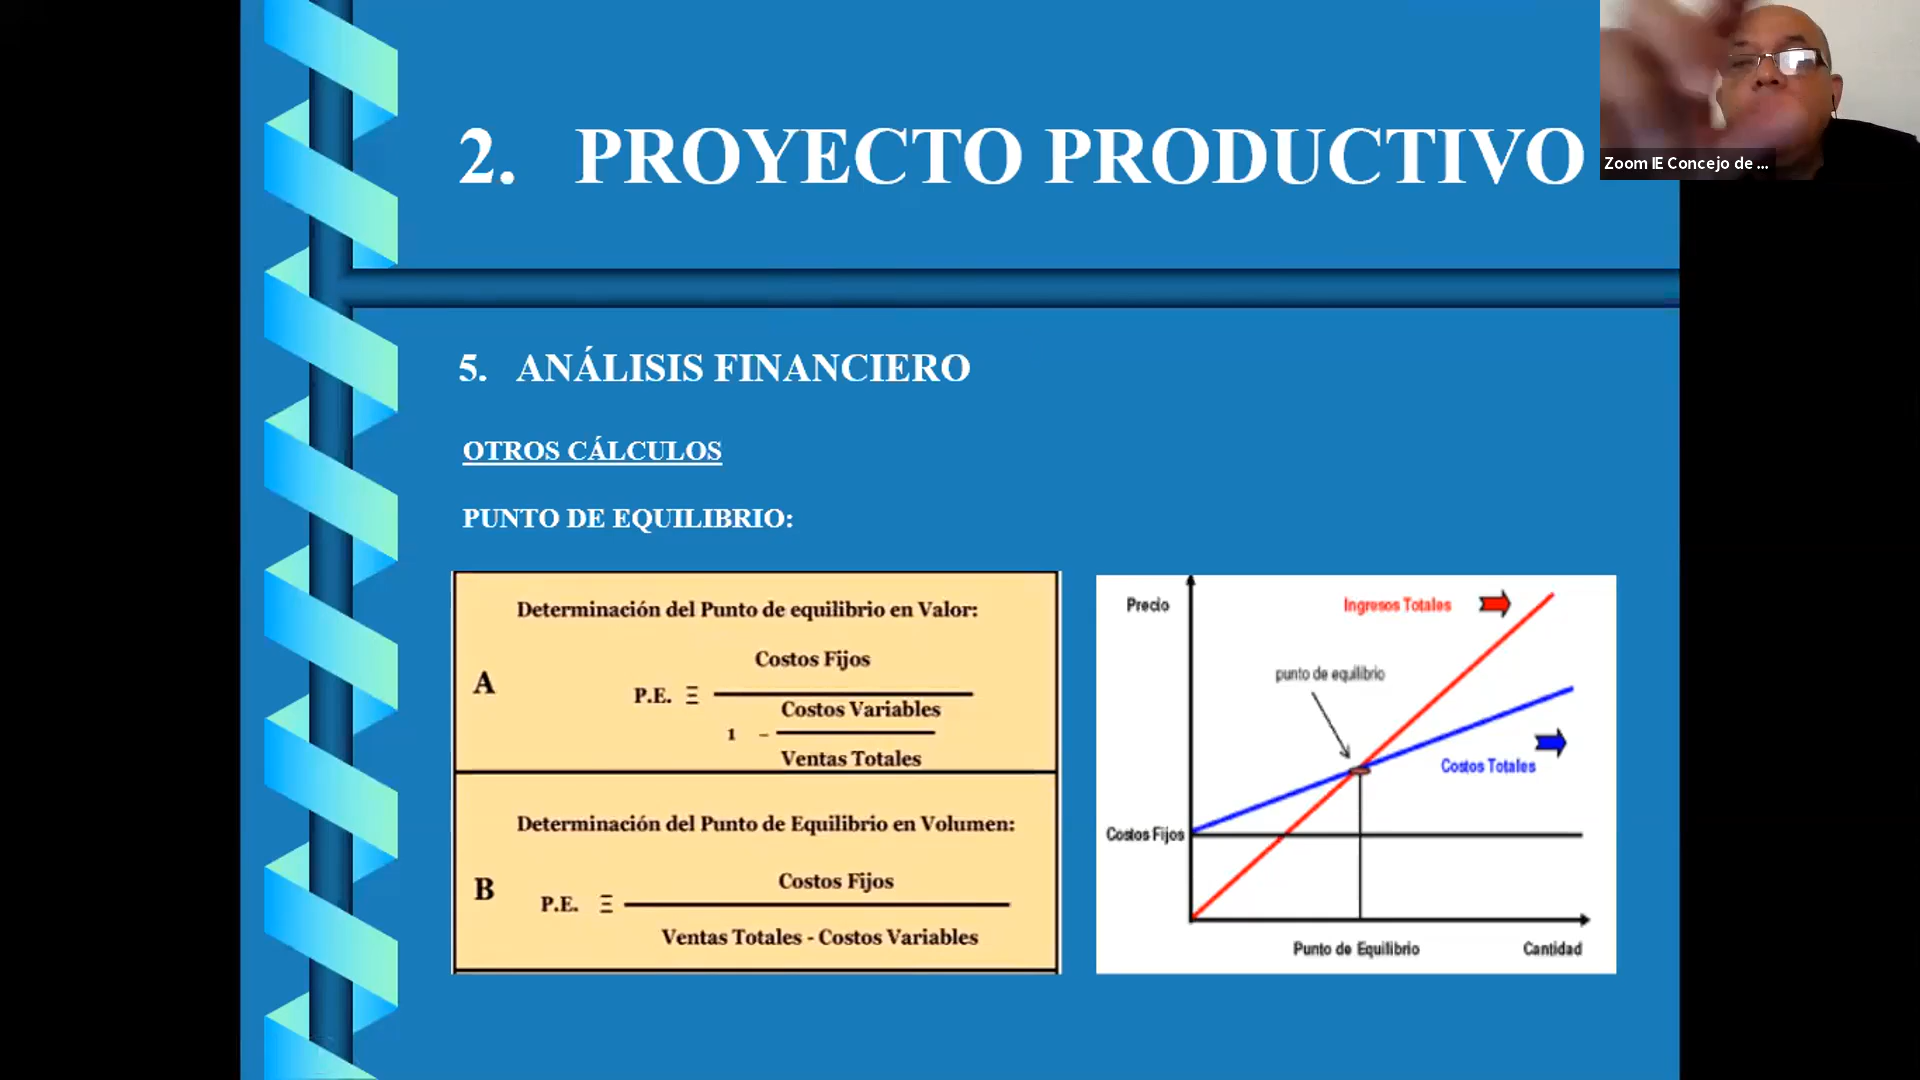 2. PROYECTO PRODUCTIVO
Zoom IE Concejo de ...
5. ANÁLISIS FINANCIERO
OTROS CÁLCULOS
PUNTO DE EQUILIBRIO:
Determinación del Punto de equilibrio en Valor:
Costos Fijos
A
P.E. Ξ
Costos Variables
1 -
Ventas Totales
Determinación del Punto de Equilibrio en Volumen:
Costos Fijos
B
P.E. Ξ
Ventas Totales - Costos Variables
Precio
Ingresos Totales
punto de equilibrio
Costos Totales
Costos Fijos
Punto de Equilibrio
Cantidad